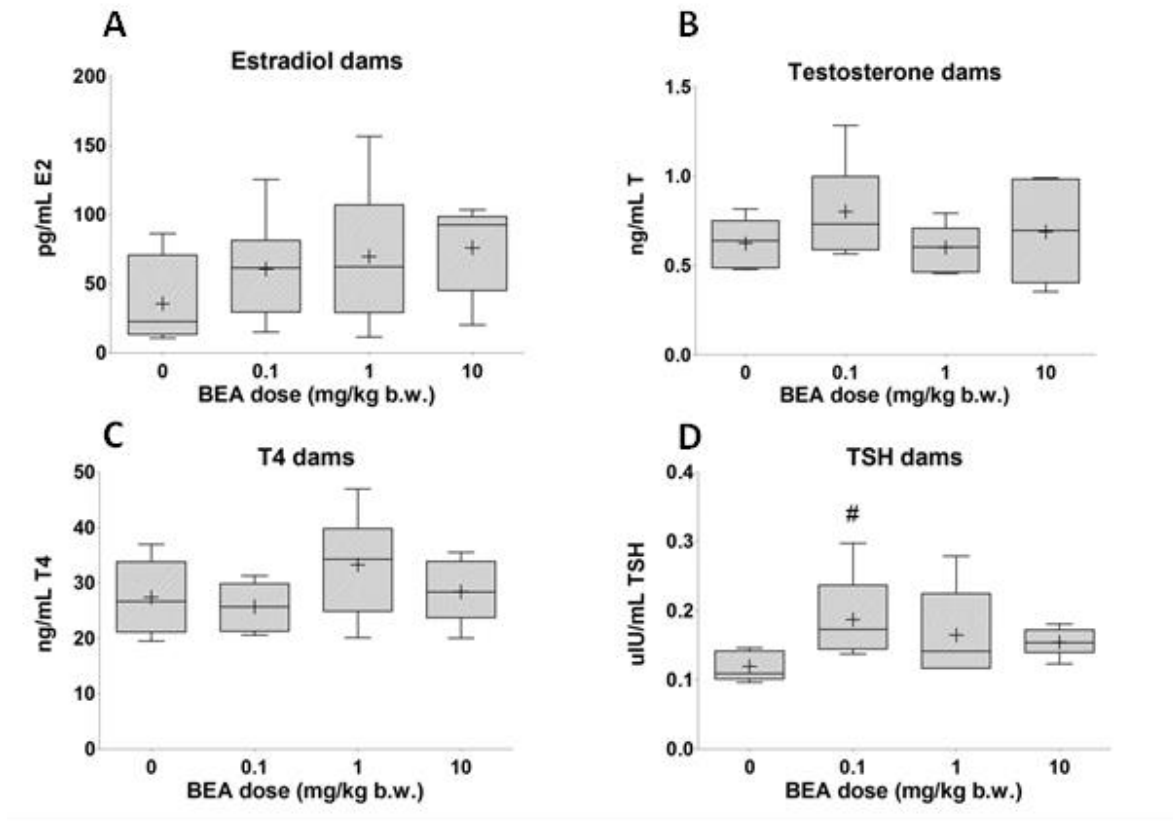 A
Estradiol dams
200
150
100
50
0
pg/mL E2
0 0.1 1 10
BEA dose (mg/kg b.w.)
B
Testosterone dams
1.5
1.0
0.5
0.0
ng/mL T
0 0.1 1 10
BEA dose (mg/kg b.w.)
C
T4 dams
50
40
30
20
10
0
ng/mL T4
0 0.1 1 10
BEA dose (mg/kg b.w.)
D
TSH dams
0.4
0.3
0.2
0.1
0.0
uIU/mL TSH
#
0 0.1 1 10
BEA dose (mg/kg b.w.)